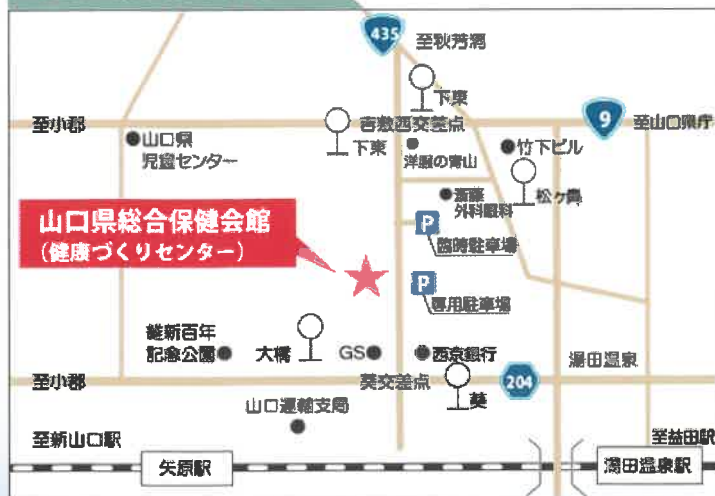 435
至秋芳洞
下東
至小郡
吉敷西交差点
9
至山口県庁
山口県
児童センター
下東
洋服の青山
竹下ビル
斎藤
外科眼科
松ヶ鼻
山口県総合保健会館
(健康づくりセンター)
P
臨時駐車場
P
専用駐車場
維新百年
記念公園
大橋
GS
西京銀行
湯田温泉
至小郡
葵交差点
葵
204
山口運輸支局
至新山口駅
至益田駅
矢原駅
湯田温泉駅